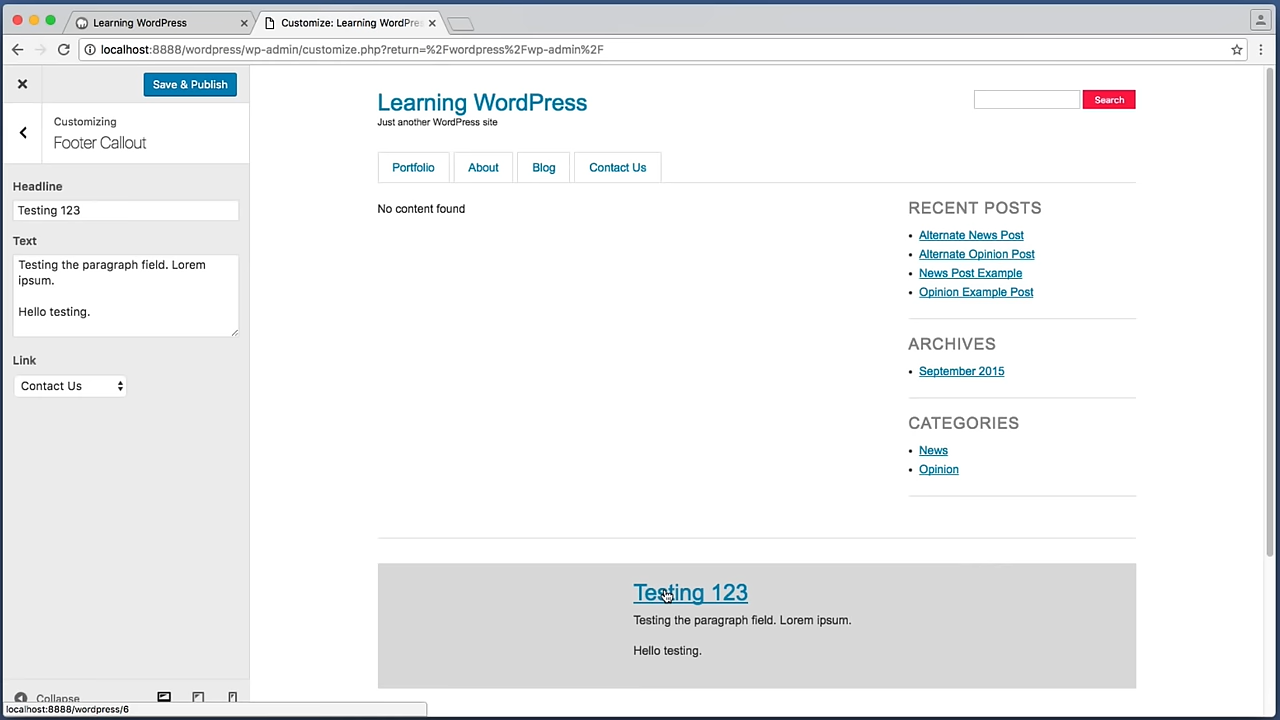 Learning WordPress
Customize: Learning WordPres
localhost:8888/wordpress/wp-admin/customize.php?return=%2Fwordpress%2Fwp-admin%2F
Save & Publish
Customizing
Footer Callout
Headline
Testing 123
Text
Testing the paragraph field. Lorem
ipsum.
Hello testing.
Link
Contact Us
Collapse
localhost:8888/wordpress/6
Learning WordPress
Just another WordPress site
Search
Portfolio
About
Blog
Contact Us
No content found
RECENT POSTS
Alternate News Post
Alternate Opinion Post
News Post Example
Opinion Example Post
ARCHIVES
September 2015
CATEGORIES
News
Opinion
Testing 123
Testing the paragraph field. Lorem ipsum.
Hello testing.